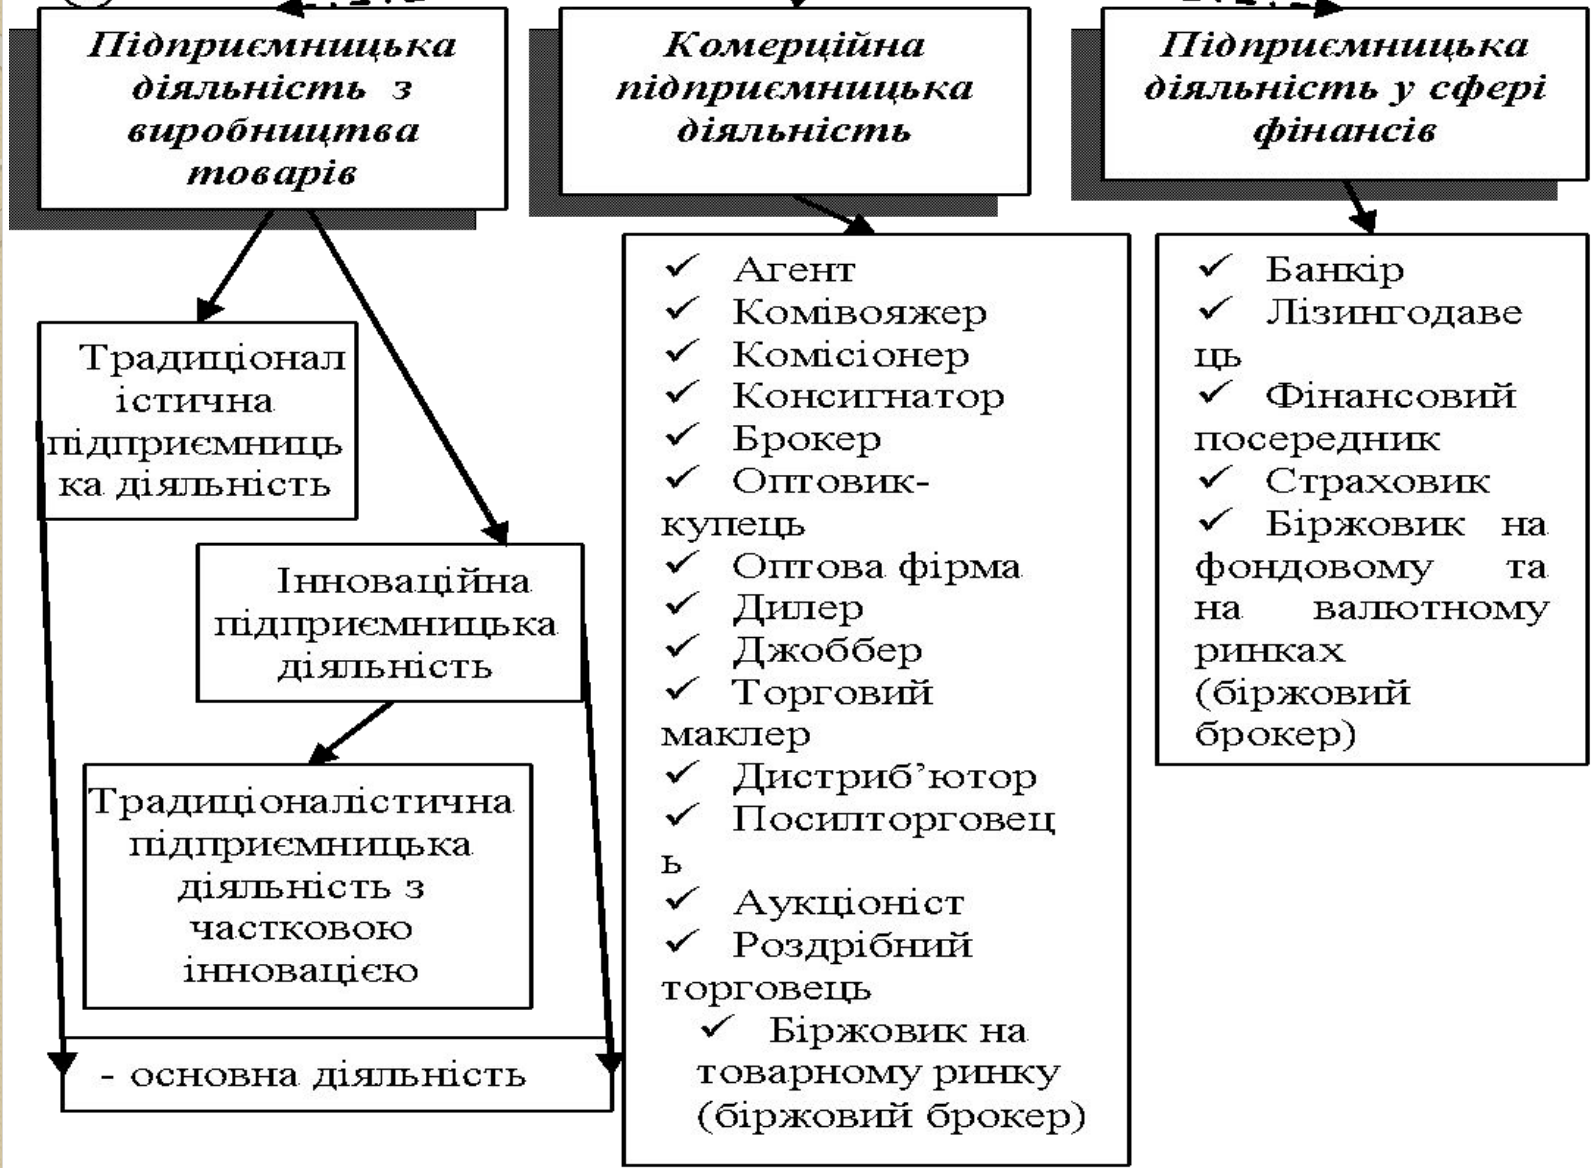 Підприємницька
діяльність з
виробництва
товарів
Традиціонал
істична
підприємниць
ка діяльність
Інноваційна
підприємницька
діяльність
Традиціоналістична
підприємницька
діяльність з
частковою
інновацією
- основна діяльність
Комерційна
підприємницька
діяльність
✓ Агент
✓ Комівояжер
✓ Комісіонер
✓ Консигнатор
✓ Брокер
✓ Оптовик-
купець
✓ Оптова фірма
✓ Дилер
✓ Джоббер
✓ Торговий
маклер
✓ Дистриб’ютор
✓ Посилторговец
ь
✓ Аукціоніст
✓ Роздрібний
торговець
✓ Біржовик на
товарному ринку
(біржовий брокер)
Підприємницька
діяльність у сфері
фінансів
✓ Банкір
✓ Лізингодаве
ць
✓ Фінансовий
посередник
✓ Страховик
✓ Біржовик на
фондовому та
на валютному
ринках
(біржовий
брокер)